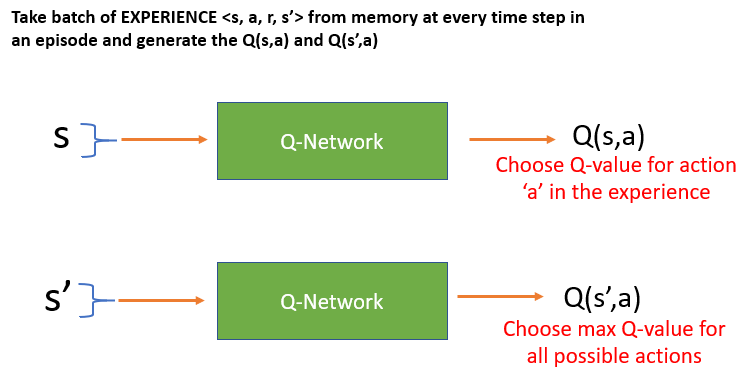 Take batch of EXPERIENCE <s, a, r, s’> from memory at every time step in
an episode and generate the Q(s,a) and Q(s’,a)
s
Q-Network
Q(s,a)
Choose Q-value for action
‘a’ in the experience
s’
Q-Network
Q(s’,a)
Choose max Q-value for
all possible actions